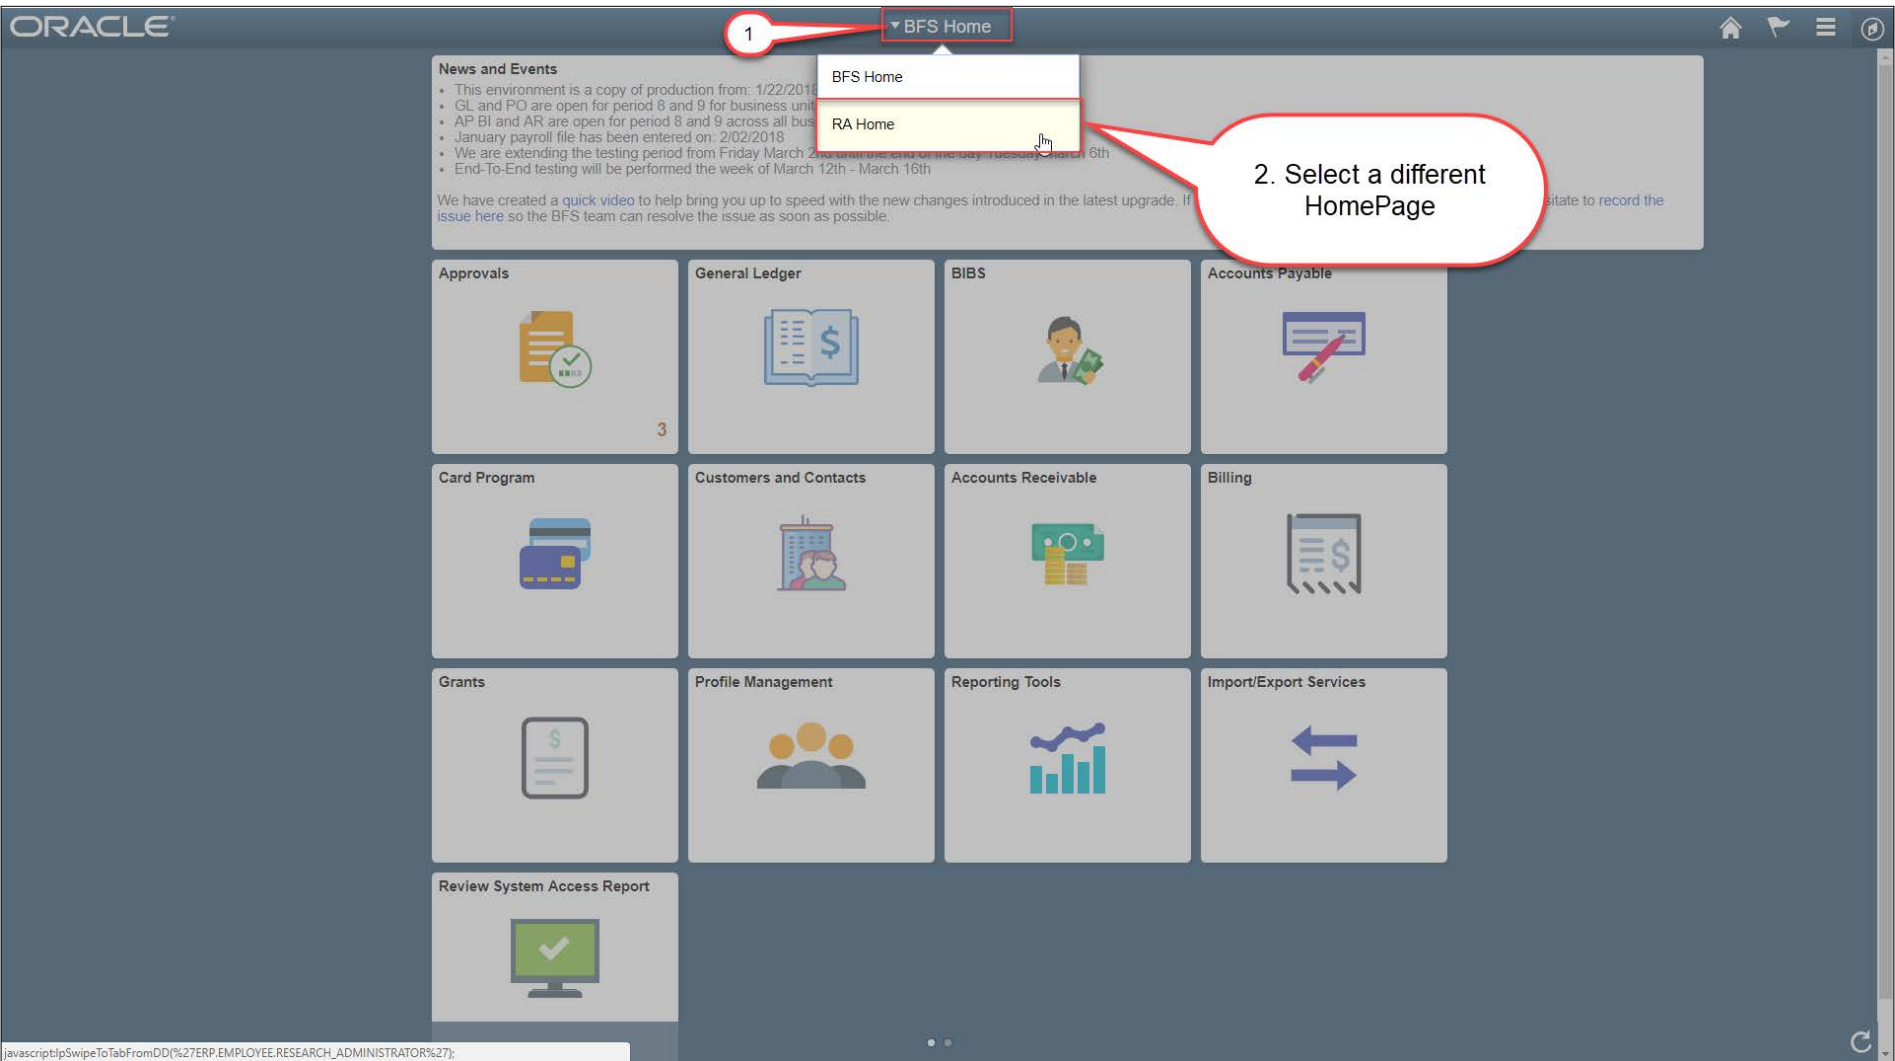 ORACLE
1
BFS Home
BFS Home
RA Home
2. Select a different
HomePage
News and Events
This environment is a copy of production from: 1/22/2018
GL and PO are open for period 8 and 9 for business unit
AP BI and AR are open for period 8 and 9 across all bus
January payroll file has been entered on: 2/02/2018
We are extending the testing period from Friday March 2nd until the end of the day Tuesday March 6th
End-To-End testing will be performed the week of March 12th - March 16th
We have created a quick video to help bring you up to speed with the new changes introduced in the latest upgrade. If sitate to record the
issue here so the BFS team can resolve the issue as soon as possible.
Approvals
3
General Ledger
$
BIBS
Accounts Payable
Card Program
Customers and Contacts
Accounts Receivable
Billing
$
Grants
$
Profile Management
Reporting Tools
Import/Export Services
Review System Access Report
javascript:lpSwipeToTabFromDD(%27ERP.EMPLOYEE.RESEARCH_ADMINISTRATOR%27);